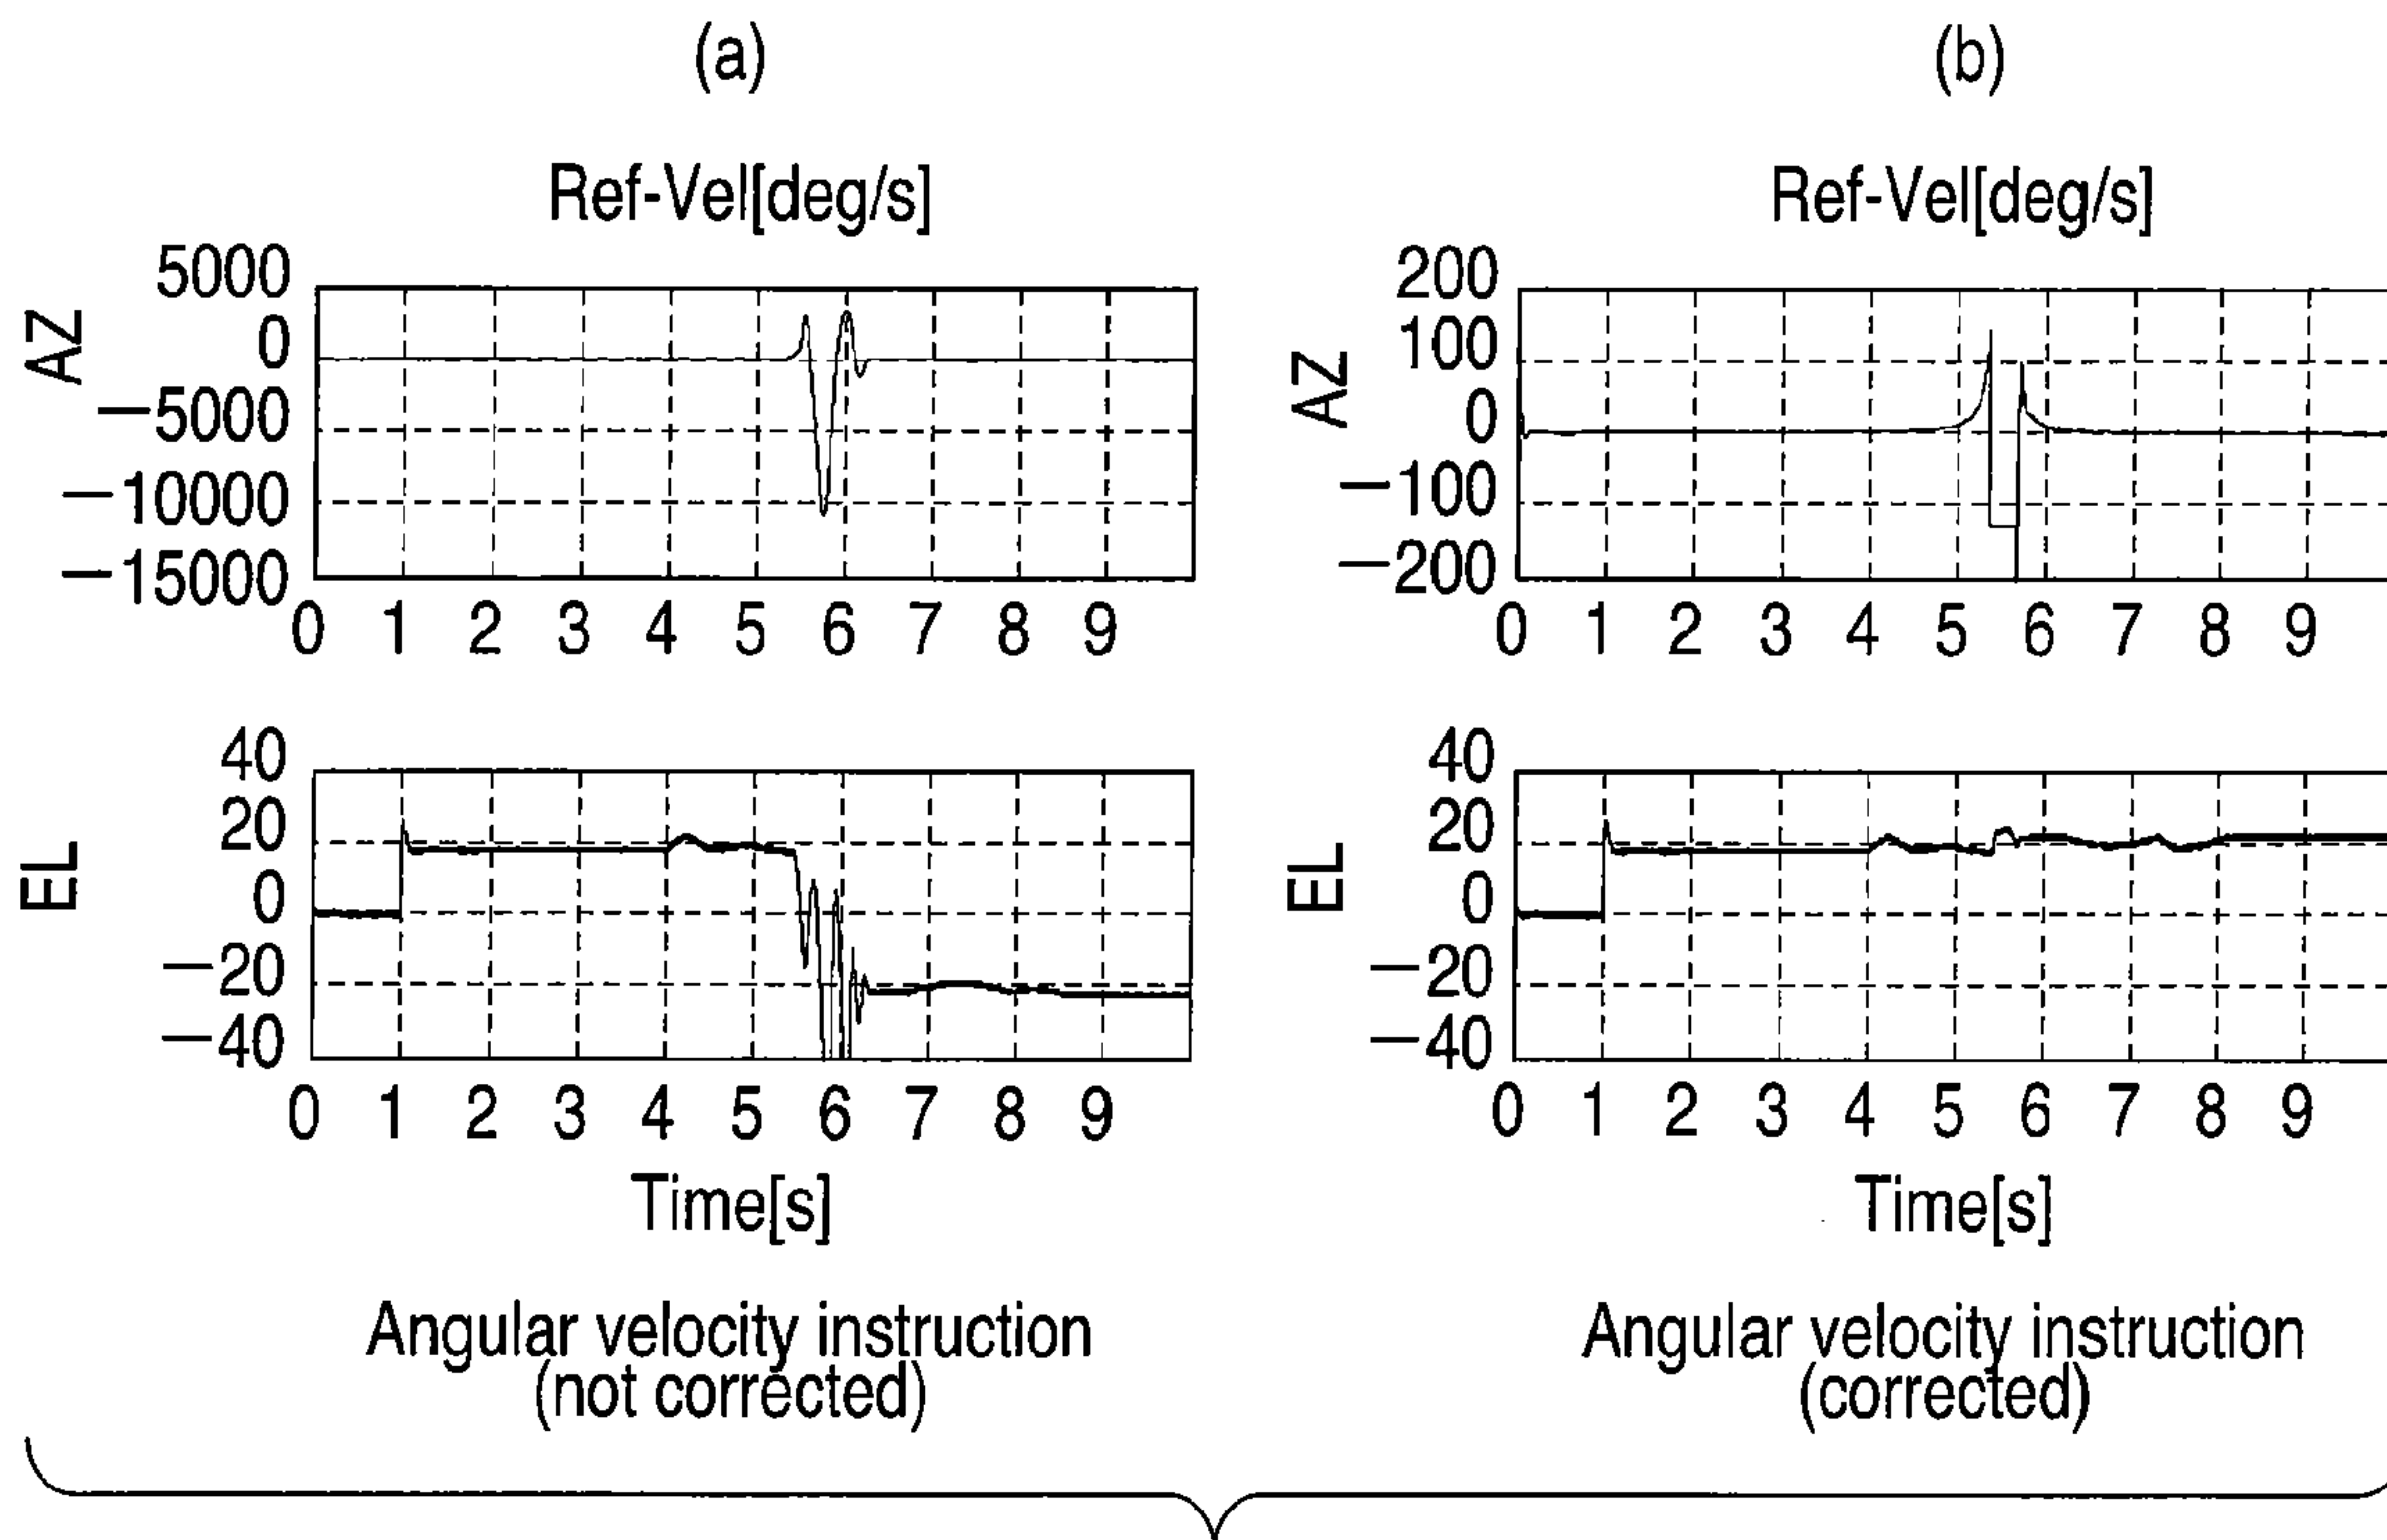 (a)
Ref-Vel[deg/s]
AZ
5000
0
−5000
−10000
−15000
0 1 2 3 4 5 6 7 8 9
EL
40
20
0
−20
−40
0 1 2 3 4 5 6 7 8 9
Time[s]
Angular velocity instruction
(not corrected)
(b)
Ref-Vel[deg/s]
AZ
200
100
0
−100
−200
0 1 2 3 4 5 6 7 8 9
EL
40
20
0
−20
−40
0 1 2 3 4 5 6 7 8 9
Time[s]
Angular velocity instruction
(corrected)